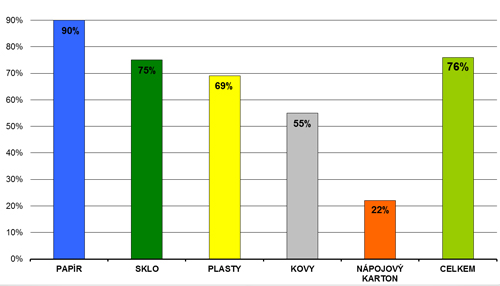 90%
80%
70%
60%
50%
40%
30%
20%
10%
0%
90%
75%
69%
55%
22%
76%
PAPÍR
SKLO
PLASTY
KOVY
NÁPOJOVÝ
KARTON
CELKEM